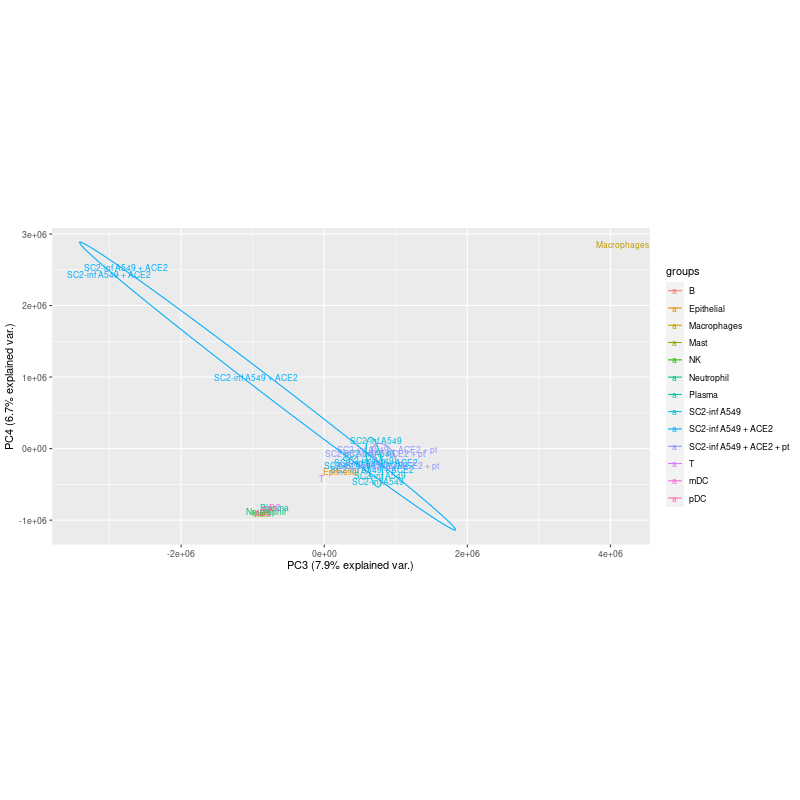 3e+06
2e+06
1e+06
0e+00
-1e+06
PC4 (6.7% explained var.)
Macrophages
SC2-inf A549 + ACE2
SC2-inf A549 + ACE2
SC2-inf A549 + ACE2
SC2-inf A549
Epithelial
T
SC2-inf A549
Plasma
Neutrophil
-2e+06
0e+00
2e+06
4e+06
PC3 (7.9% explained var.)
groups
a B
a Epithelial
a Macrophages
a Mast
a NK
a Neutrophil
a Plasma
a SC2-inf A549
a SC2-inf A549 + ACE2
a SC2-inf A549 + ACE2 + pt
a T
a mDC
a pDC